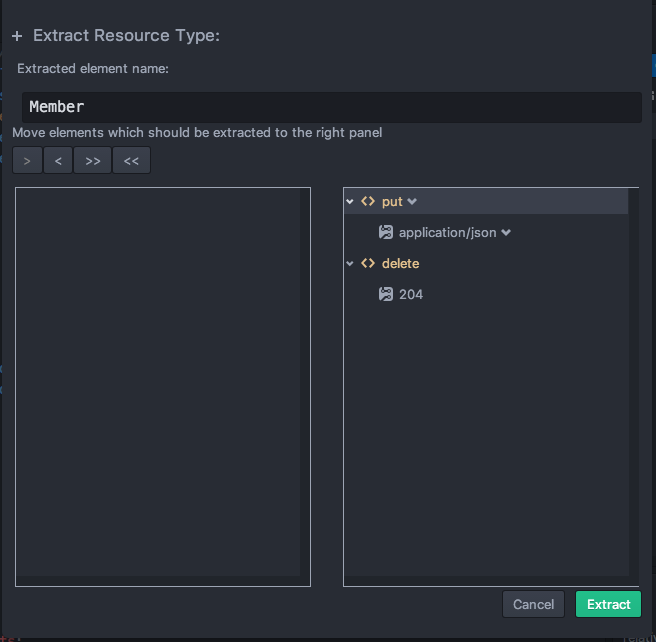 + Extract Resource Type:
Extracted element name:
Member
Move elements which should be extracted to the right panel
> < >> <<
<> put
application/json
<> delete
204
Cancel Extract